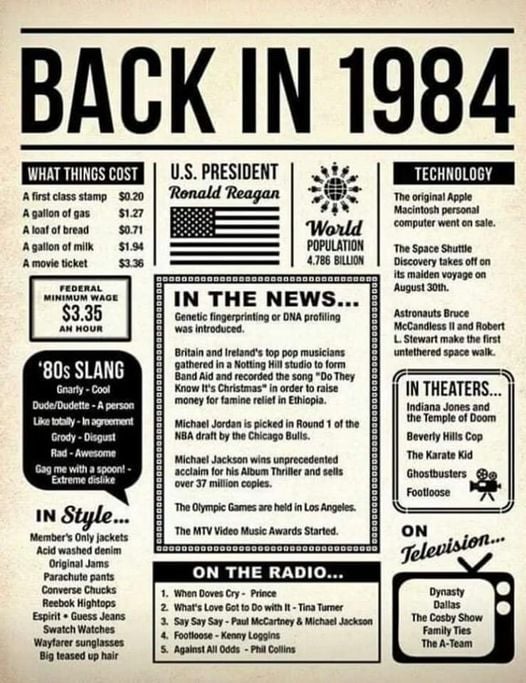 BACK IN 1984
WHAT THINGS COST
A first class stamp $0.20
A gallon of gas $1.27
A loaf of bread $0.71
A gallon of milk $1.94
A movie ticket $3.36
FEDERAL
MINIMUM WAGE
$3.35
AN HOUR
'80s SLANG
Gnarly - Cool
Dude/Dudette - A person
Like totally - In agreement
Grody - Disgust
Rad - Awesome
Gag me with a spoon! -
Extreme dislike
IN Style...
Member's Only jackets
Acid washed denim
Original Jams
Parachute pants
Converse Chucks
Reebok Hightops
Espirit • Guess Jeans
Swatch Watches
Wayfarer sunglasses
Big teased up hair
U.S. PRESIDENT
Ronald Reagan
World
POPULATION
4.786 BILLION
IN THE NEWS...
Genetic fingerprinting or DNA profiling
was introduced.
Britain and Ireland's top pop musicians
gathered in a Notting Hill studio to form
Band Aid and recorded the song "Do They
Know It's Christmas" in order to raise
money for famine relief in Ethiopia.
Michael Jordan is picked in Round 1 of the
NBA draft by the Chicago Bulls.
Michael Jackson wins unprecedented
acclaim for his Album Thriller and sells
over 37 million copies.
The Olympic Games are held in Los Angeles.
The MTV Video Music Awards Started.
ON THE RADIO...
1. When Doves Cry - Prince
2. What's Love Got to Do with It - Tina Turner
3. Say Say Say - Paul McCartney & Michael Jackson
4. Footloose - Kenny Loggins
5. Against All Odds - Phil Collins
TECHNOLOGY
The original Apple
Macintosh personal
computer went on sale.
The Space Shuttle
Discovery takes off on
its maiden voyage on
August 30th.
Astronauts Bruce
McCandless II and Robert
L. Stewart make the first
untethered space walk.
IN THEATERS...
Indiana Jones and
the Temple of Doom
Beverly Hills Cop
The Karate Kid
Ghostbusters
Footloose
ON
Television...
Dynasty
Dallas
The Cosby Show
Family Ties
The A-Team